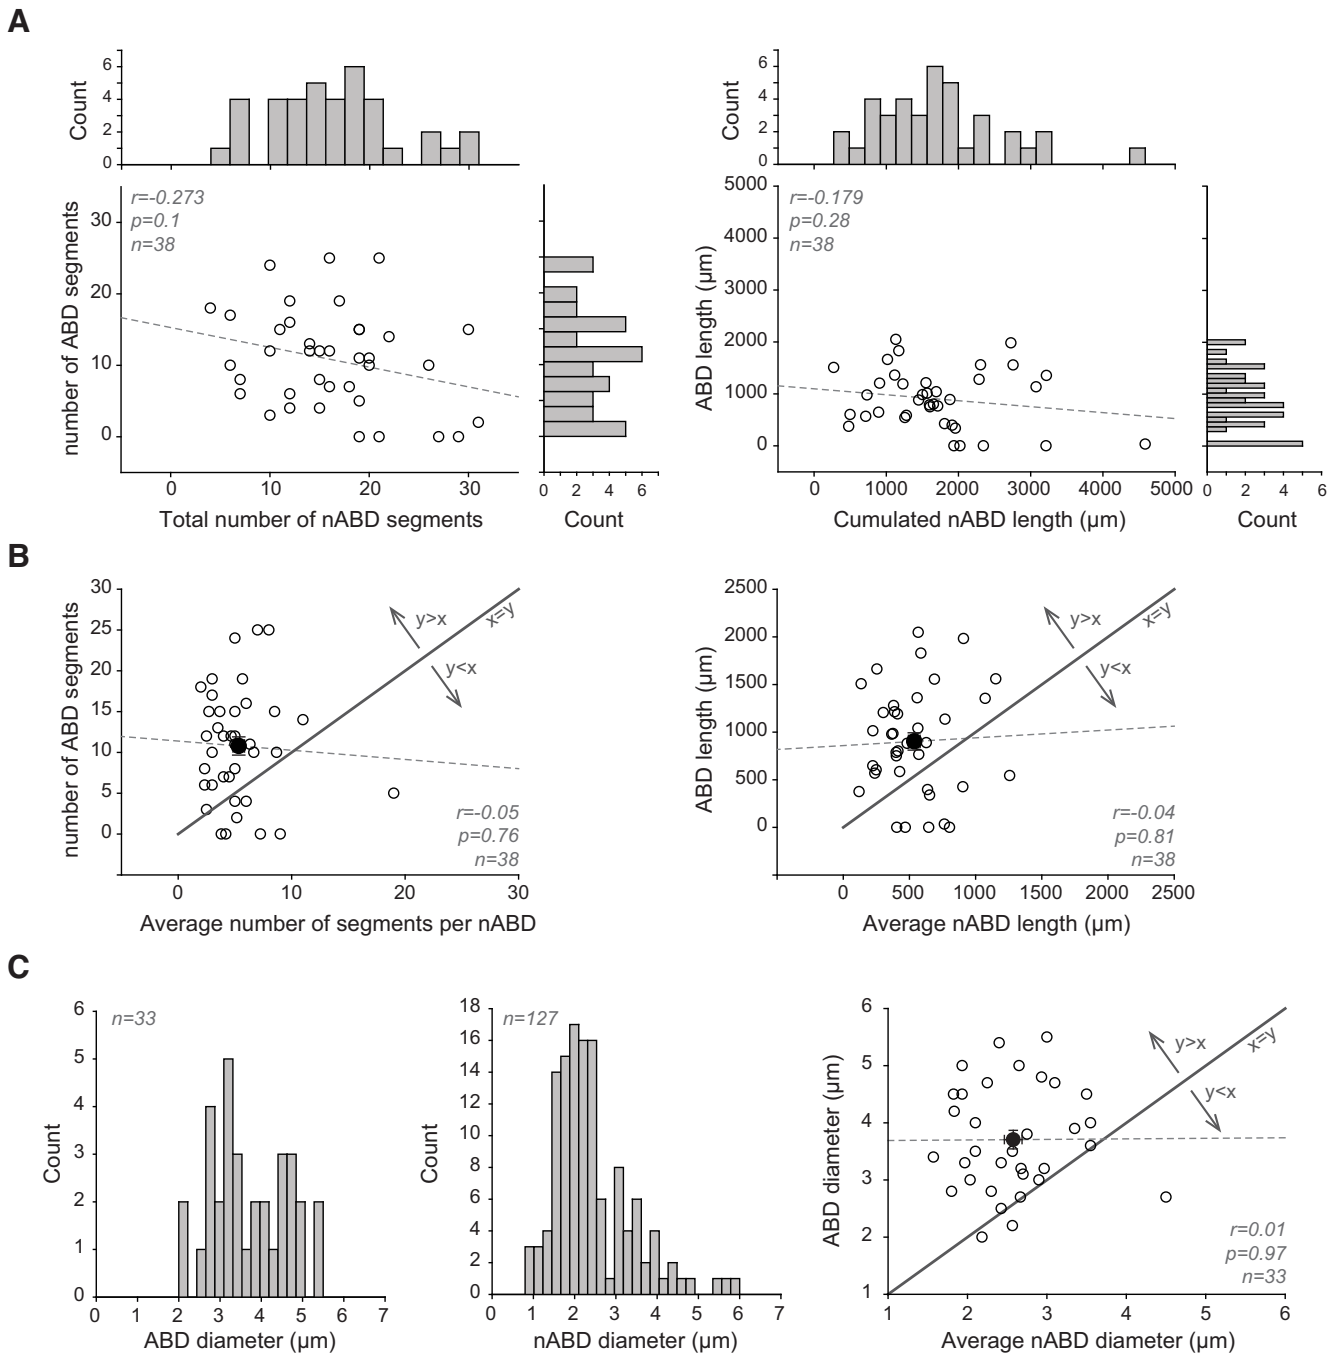 A
Count
6
4
2
0
0
10
20
30
number of ABD segments
30
20
10
0
r=-0.273
p=0.1
n=38
0
10
20
30
Total number of nABD segments
0
2
4
6
Count
Count
6
4
2
0
ABD length (µm)
5000
4000
3000
2000
1000
0
r=-0.179
p=0.28
n=38
0
1000
2000
3000
4000
5000
Cumulated nABD length (µm)
0
2
4
6
Count
B
number of ABD segments
30
25
20
15
10
5
0
y>x
x=y
y<x
r=-0.05
p=0.76
n=38
0
10
20
30
Average number of segments per nABD
ABD length (µm)
2500
2000
1500
1000
500
0
y>x
x=y
y<x
r=-0.04
p=0.81
n=38
0
500
1000
1500
2000
2500
Average nABD length (µm)
C
Count
6
5
4
3
2
1
0
n=33
0
1
2
3
4
5
6
7
ABD diameter (µm)
Count
18
16
14
12
10
8
6
4
2
0
n=127
0
1
2
3
4
5
6
7
nABD diameter (µm)
ABD diameter (µm)
6
5
4
3
2
1
y>x
x=y
y<x
r=0.01
p=0.97
n=33
1
2
3
4
5
6
Average nABD diameter (µm)